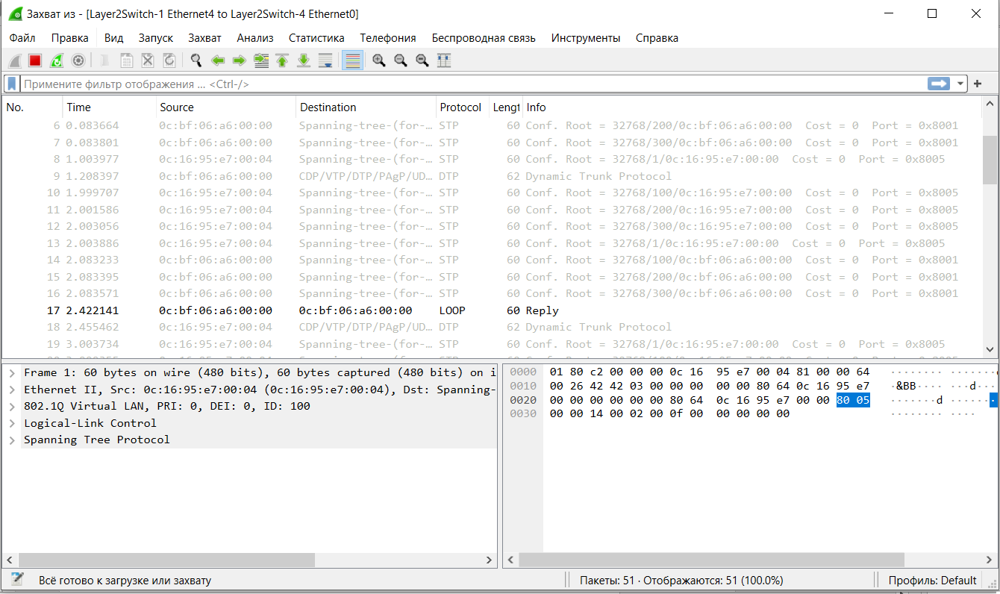 Захват из - [Layer2Switch-1 Ethernet4 to Layer2Switch-4 Ethernet0]
Файл Правка Вид Запуск Захват Анализ Статистика Телефония Беспроводная связь Инструменты Справка
Примените фильтр отображения ... <Ctrl-/>
No. Time Source Destination Protocol Lengt Info
6 0.083664 0c:bf:06:a6:00:00 Spanning-tree-(for-… STP 60 Conf. Root = 32768/200/0c:bf:06:a6:00:00 Cost = 0 Port = 0x8001
7 0.083801 0c:bf:06:a6:00:00 Spanning-tree-(for-… STP 60 Conf. Root = 32768/300/0c:bf:06:a6:00:00 Cost = 0 Port = 0x8001
8 1.003977 0c:16:95:e7:00:04 Spanning-tree-(for-… STP 60 Conf. Root = 32768/1/0c:16:95:e7:00:00 Cost = 0 Port = 0x8005
9 1.208397 0c:bf:06:a6:00:00 CDP/VTP/DTP/PAgP/UD… DTP 62 Dynamic Trunk Protocol
10 1.999707 0c:16:95:e7:00:04 Spanning-tree-(for-… STP 60 Conf. Root = 32768/100/0c:16:95:e7:00:00 Cost = 0 Port = 0x8005
11 2.001586 0c:16:95:e7:00:04 Spanning-tree-(for-… STP 60 Conf. Root = 32768/200/0c:16:95:e7:00:00 Cost = 0 Port = 0x8005
12 2.003056 0c:16:95:e7:00:04 Spanning-tree-(for-… STP 60 Conf. Root = 32768/300/0c:16:95:e7:00:00 Cost = 0 Port = 0x8005
13 2.003886 0c:16:95:e7:00:04 Spanning-tree-(for-… STP 60 Conf. Root = 32768/1/0c:16:95:e7:00:00 Cost = 0 Port = 0x8005
14 2.083233 0c:bf:06:a6:00:00 Spanning-tree-(for-… STP 60 Conf. Root = 32768/100/0c:bf:06:a6:00:00 Cost = 0 Port = 0x8001
15 2.083395 0c:bf:06:a6:00:00 Spanning-tree-(for-… STP 60 Conf. Root = 32768/200/0c:bf:06:a6:00:00 Cost = 0 Port = 0x8001
16 2.083571 0c:bf:06:a6:00:00 Spanning-tree-(for-… STP 60 Conf. Root = 32768/300/0c:bf:06:a6:00:00 Cost = 0 Port = 0x8001
17 2.422141 0c:bf:06:a6:00:00 0c:bf:06:a6:00:00 LOOP 60 Reply
18 2.455462 0c:16:95:e7:00:04 CDP/VTP/DTP/PAgP/UD… DTP 62 Dynamic Trunk Protocol
19 3.003734 0c:16:95:e7:00:04 Spanning-tree-(for-… STP 60 Conf. Root = 32768/1/0c:16:95:e7:00:00 Cost = 0 Port = 0x8005
Frame 1: 60 bytes on wire (480 bits), 60 bytes captured (480 bits) on i
Ethernet II, Src: 0c:16:95:e7:00:04 (0c:16:95:e7:00:04), Dst: Spanning-
802.1Q Virtual LAN, PRI: 0, DEI: 0, ID: 100
Logical-Link Control
Spanning Tree Protocol
0000 01 80 c2 00 00 00 0c 16 95 e7 00 04 81 00 00 64 ········ ·······d
0010 00 26 42 42 03 00 00 00 00 00 80 64 0c 16 95 e7 ·&BB···· ···d····
0020 00 00 00 00 00 00 80 64 0c 16 95 e7 00 00 80 05 ·······d ········
0030 00 00 14 00 02 00 0f 00 00 00 00 00 ········ ····
Всё готово к загрузке или захвату
Пакеты: 51 · Отображаются: 51 (100.0%)
Профиль: Default